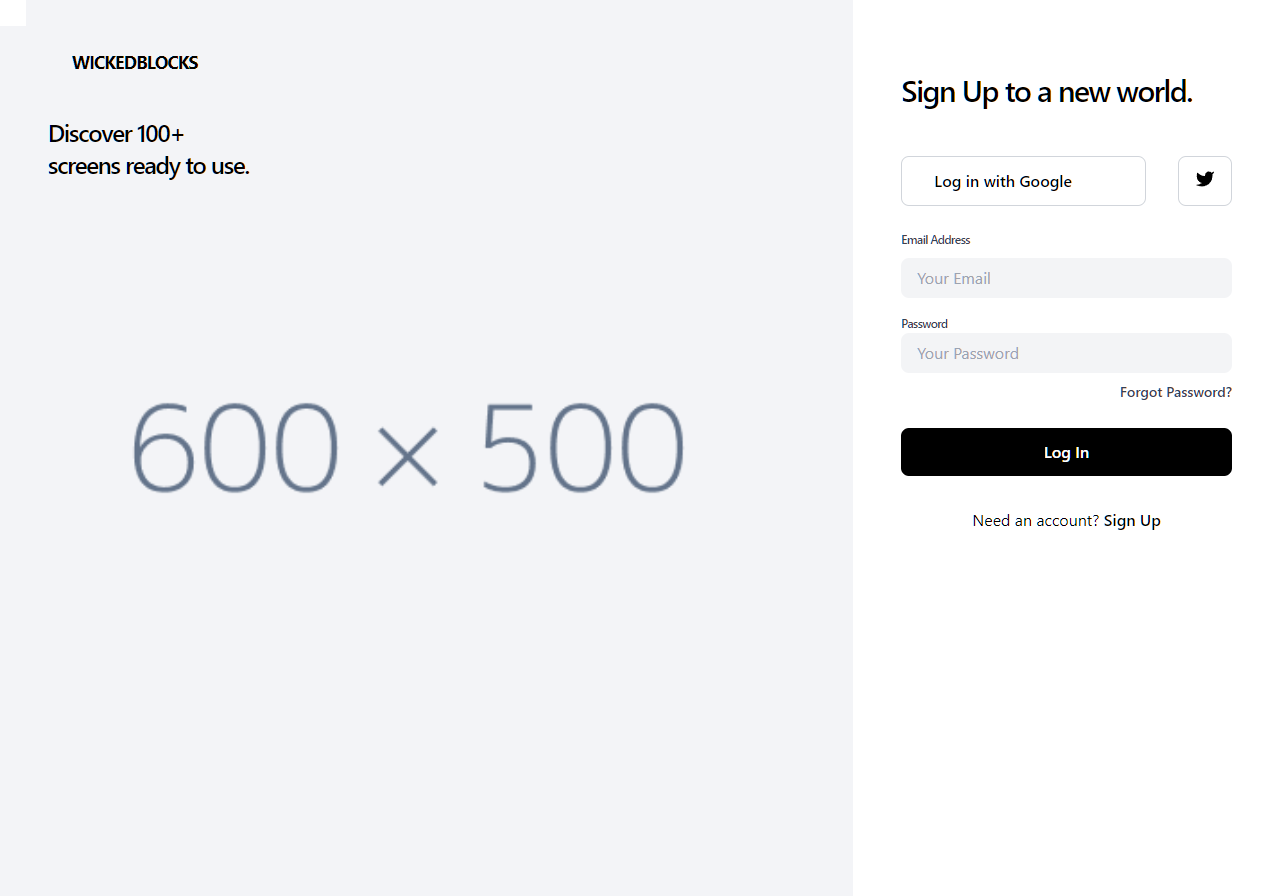 WICKEDBLOCKS
Discover 100+
screens ready to use.
600 × 500
Sign Up to a new world.
Log in with Google
Email Address
Your Email
Password
Your Password
Forgot Password?
Log In
Need an account? Sign Up